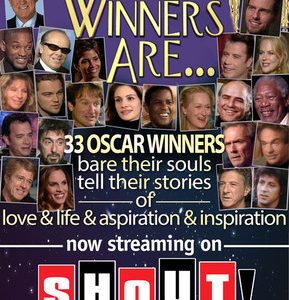 WINNERS
ARE...
33 OSCAR WINNERS
bare their souls
tell their stories
of
love & life & aspiration & inspiration
now streaming on
SHOUT!